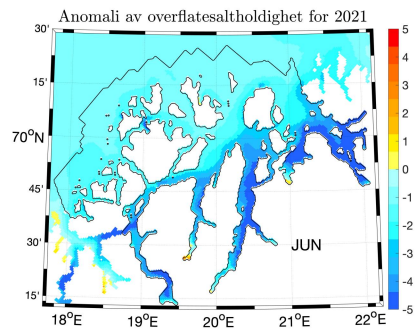 Anomali av overflatesaltholdighet for 2021
30'
15'
70°N
45'
30'
15'
18°E
19°E
20°E
21°E
22°E
JUN
5
4
3
2
1
0
-1
-2
-3
-4
-5